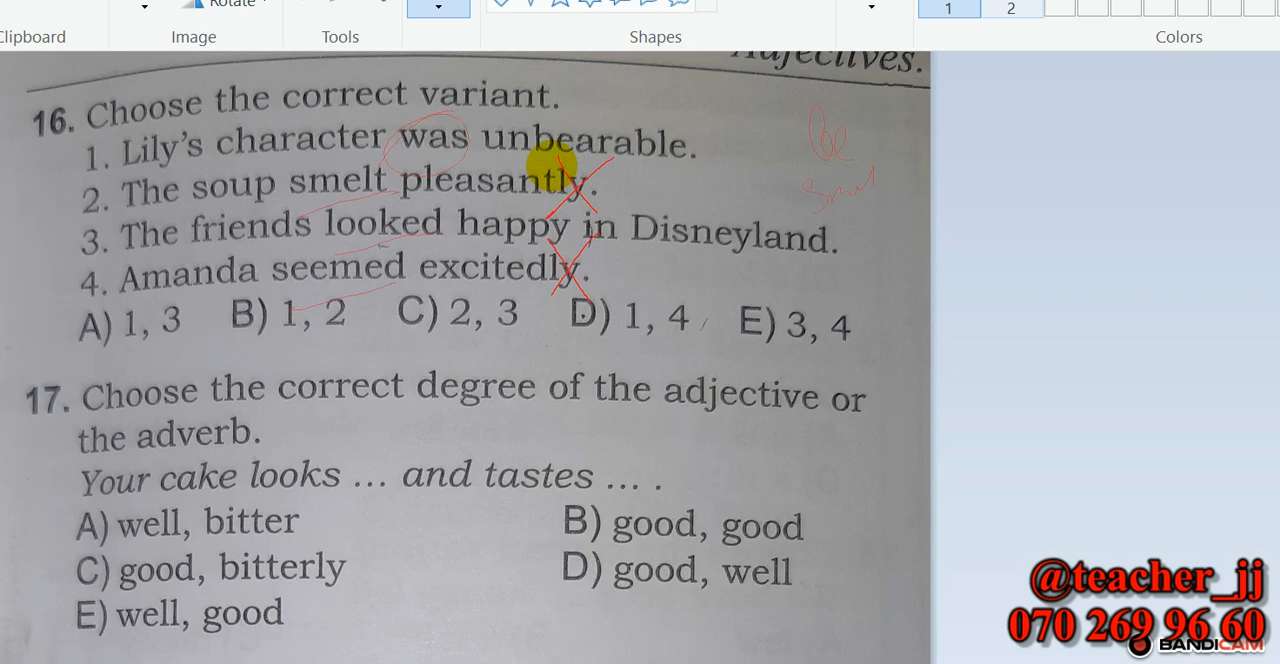 Rotate
Clipboard
Image
Tools
Shapes
1
2
Colors
Adjectives.
16. Choose the correct variant.
1. Lily's character was unbearable.
2. The soup smelt pleasantly.
3. The friends looked happy in Disneyland.
4. Amanda seemed excitedly.
A) 1, 3 B) 1, 2 C) 2, 3 D) 1, 4 E) 3, 4
be
17. Choose the correct degree of the adjective or
the adverb.
Your cake looks ... and tastes ... .
A) well, bitter B) good, good
C) good, bitterly D) good, well
E) well, good
@teacher_jj
070 269 96 60
BANDICAM